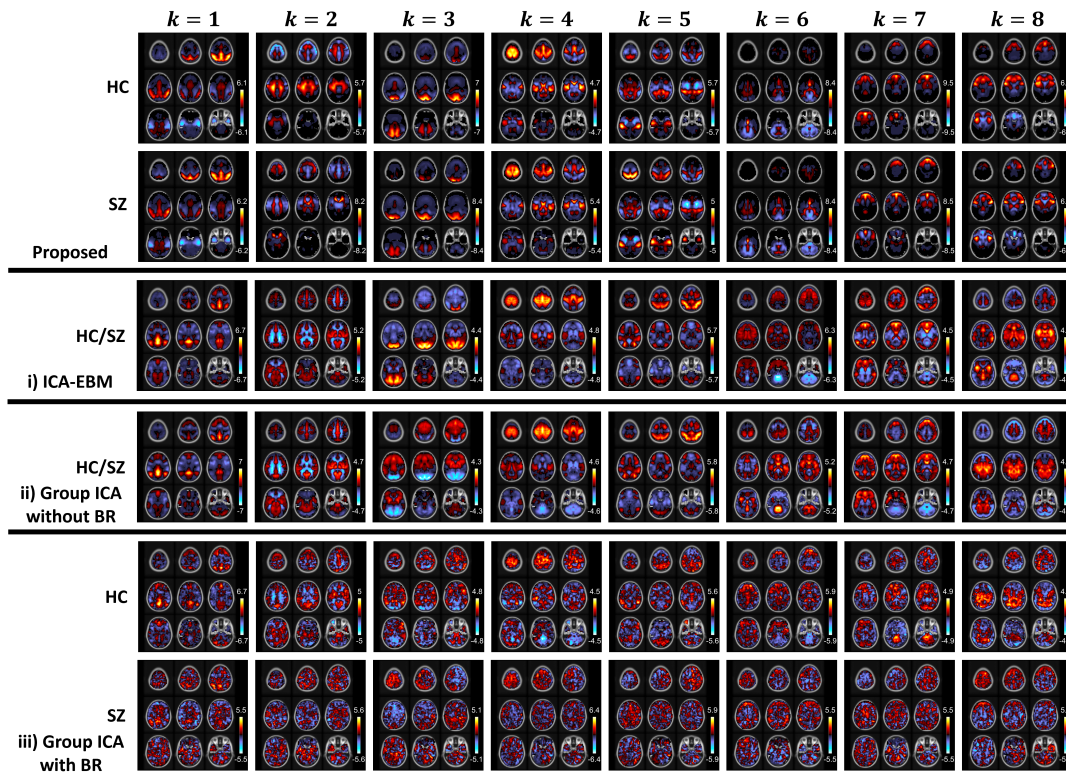 k = 1 k = 2 k = 3 k = 4 k = 5 k = 6 k = 7 k = 8
HC
6.1 5.7 7 4.7 5 8.4 9.5
-6.1 -5.7 -7 -4.7 -5 -8.4 -9.5
SZ
6.2 8.2 8.4 5.4 5 8.4 8.5
Proposed
-6.2 -8.2 -8.4 -5.4 -5 -8.4 -8.5
HC/SZ
6.7 5.2 4.4 4.8 5.7 6.3 4.5
i) ICA-EBM
-6.7 -5.2 -4.4 -4.8 -5.7 -6.3 -4.5
HC/SZ
7 4.7 4.3 4.6 5.8 5.2 4.7
ii) Group ICA
without BR
-7 -4.7 -4.3 -4.6 -5.8 -5.2 -4.7
HC
6.7 5 4.8 4.5 5.6 5.9 4.9
-6.7 -5 -4.8 -4.5 -5.6 -5.9 -4.9
SZ
5.5 5.6 5.1 6.4 5.9 5.5 5.5
iii) Group ICA
with BR
-5.5 -5.6 -5.1 -6.4 -5.9 -5.5 -5.5